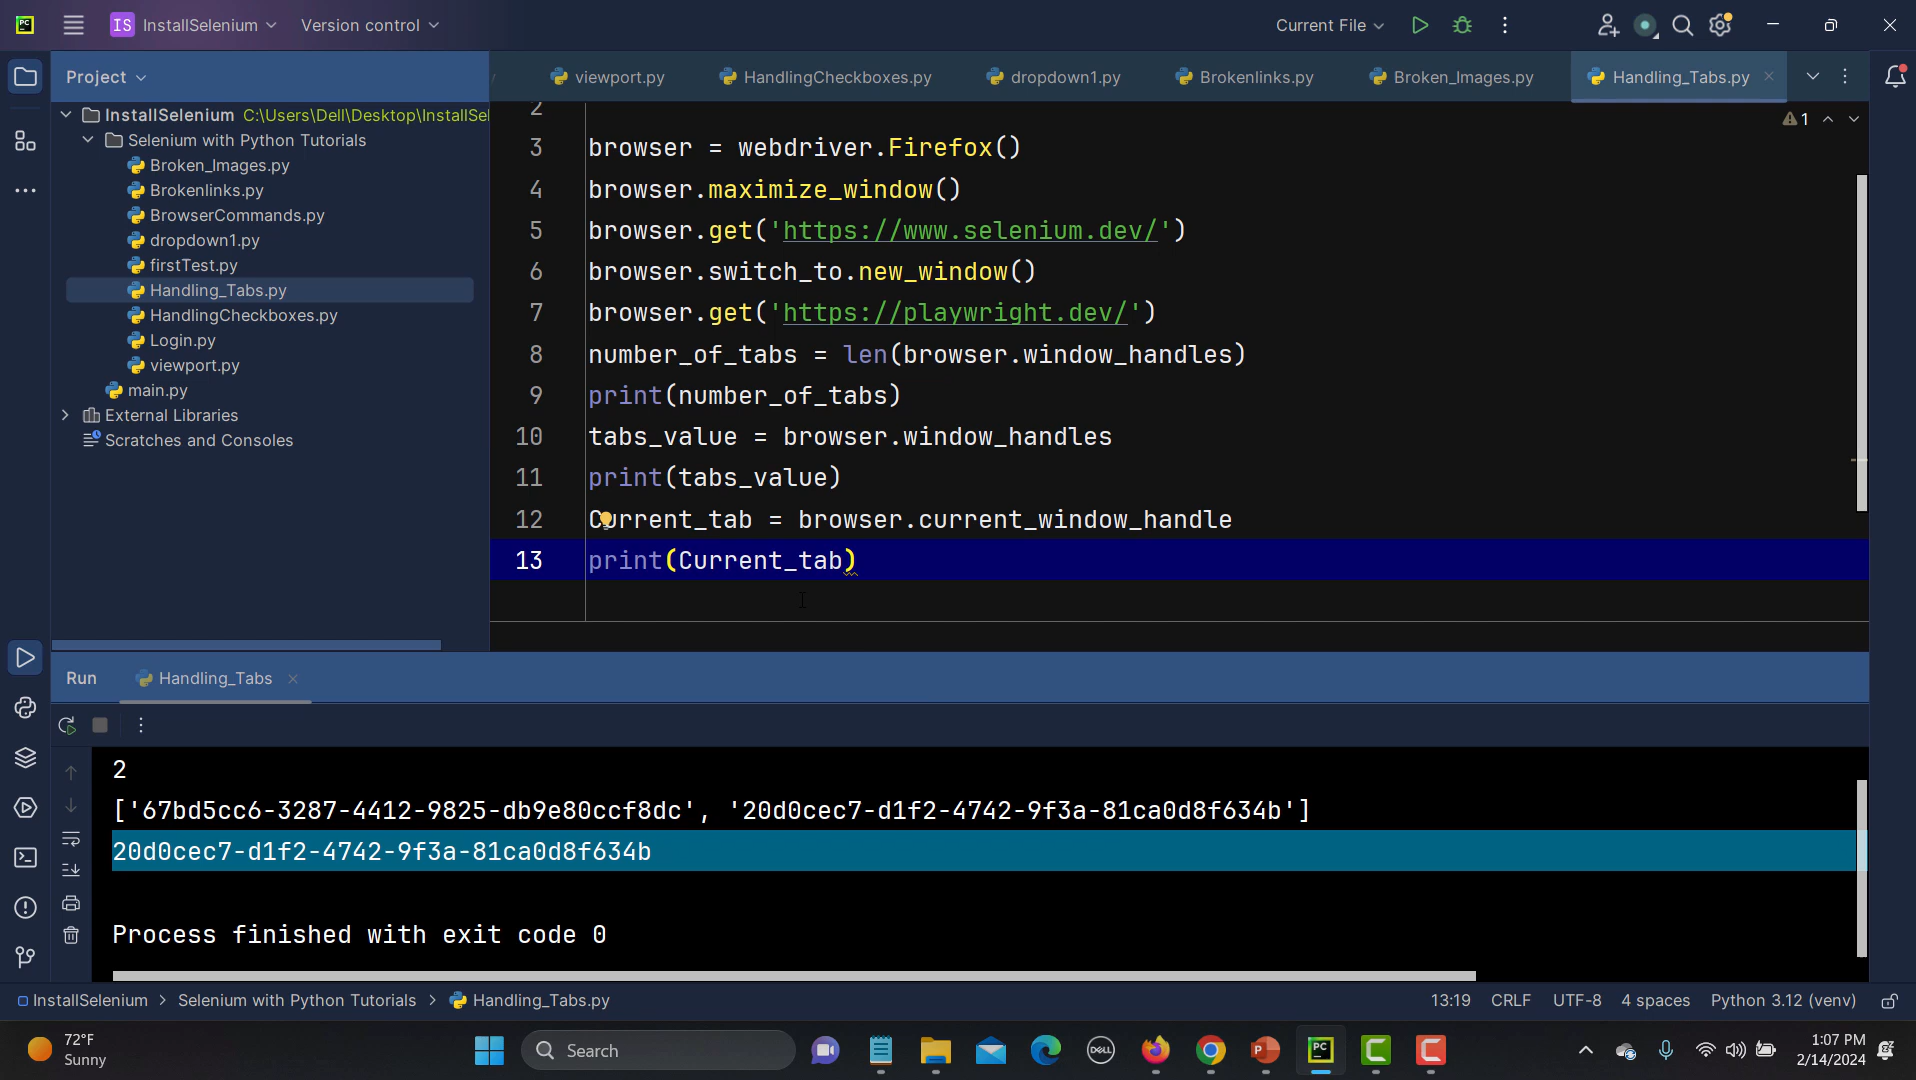 PC
IS InstallSelenium Version control Current File
Project
viewport.py HandlingCheckboxes.py dropdown1.py Brokenlinks.py Broken_Images.py Handling_Tabs.py
InstallSelenium C:\Users\Dell\Desktop\InstallSel
Selenium with Python Tutorials
Broken_Images.py
Brokenlinks.py
BrowserCommands.py
dropdown1.py
firstTest.py
Handling_Tabs.py
HandlingCheckboxes.py
Login.py
viewport.py
main.py
External Libraries
Scratches and Consoles
1
2
3 browser = webdriver.Firefox()
4 browser.maximize_window()
5 browser.get('https://www.selenium.dev/')
6 browser.switch_to.new_window()
7 browser.get('https://playwright.dev/')
8 number_of_tabs = len(browser.window_handles)
9 print(number_of_tabs)
10 tabs_value = browser.window_handles
11 print(tabs_value)
12 Current_tab = browser.current_window_handle
13 print(Current_tab)
Run Handling_Tabs
2
['67bd5cc6-3287-4412-9825-db9e80ccf8dc', '20d0cec7-d1f2-4742-9f3a-81ca0d8f634b']
20d0cec7-d1f2-4742-9f3a-81ca0d8f634b
Process finished with exit code 0
InstallSelenium > Selenium with Python Tutorials > Handling_Tabs.py 13:19 CRLF UTF-8 4 spaces Python 3.12 (venv)
72°F
Sunny
Search
DELL
PC
1:07 PM
2/14/2024